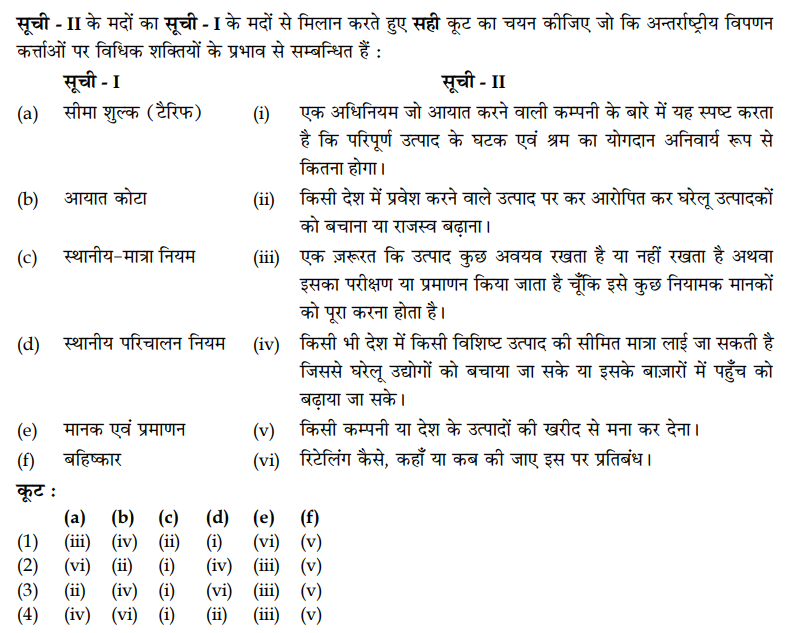 सूची - II के मदों का सूची - I के मदों से मिलान करते हुए सही कूट का चयन कीजिए जो कि अन्तर्राष्ट्रीय विपणन
कर्त्ताओं पर विधिक शक्तियों के प्रभाव से सम्बन्धित हैं :
सूची - I सूची - II
(a) सीमा शुल्क (टैरिफ) (i) एक अधिनियम जो आयात करने वाली कम्पनी के बारे में यह स्पष्ट करता
है कि परिपूर्ण उत्पाद के घटक एवं श्रम का योगदान अनिवार्य रूप से
कितना होगा।
(b) आयात कोटा (ii) किसी देश में प्रवेश करने वाले उत्पाद पर कर आरोपित कर घरेलू उत्पादकों
को बचाना या राजस्व बढ़ाना।
(c) स्थानीय-मात्रा नियम (iii) एक ज़रूरत कि उत्पाद कुछ अवयव रखता है या नहीं रखता है अथवा
इसका परीक्षण या प्रमाणन किया जाता है चूँकि इसे कुछ नियामक मानकों
को पूरा करना होता है।
(d) स्थानीय परिचालन नियम (iv) किसी भी देश में किसी विशिष्ट उत्पाद की सीमित मात्रा लाई जा सकती है
जिससे घरेलू उद्योगों को बचाया जा सके या इसके बाज़ारों में पहुँच को
बढ़ाया जा सके।
(e) मानक एवं प्रमाणन (v) किसी कम्पनी या देश के उत्पादों की खरीद से मना कर देना।
(f) बहिष्कार (vi) रिटेलिंग कैसे, कहाँ या कब की जाए इस पर प्रतिबंध।
कूट :
(a) (b) (c) (d) (e) (f)
(1) (iii) (iv) (ii) (i) (vi) (v)
(2) (vi) (ii) (i) (iv) (iii) (v)
(3) (ii) (iv) (i) (vi) (iii) (v)
(4) (iv) (vi) (i) (ii) (iii) (v)